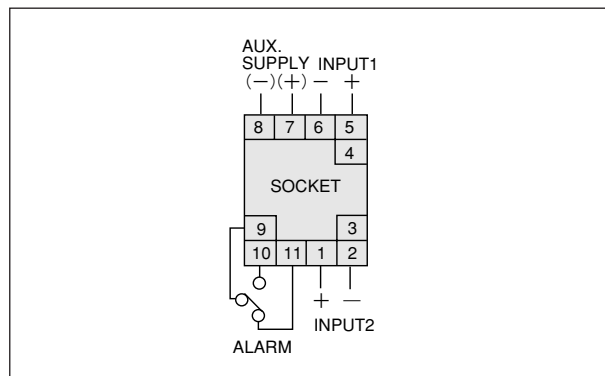 AUX.
SUPPLY INPUT1
(−)(+) − +
8 7 6 5
4
SOCKET
9 3
10 11 1 2
+ −
INPUT2
ALARM